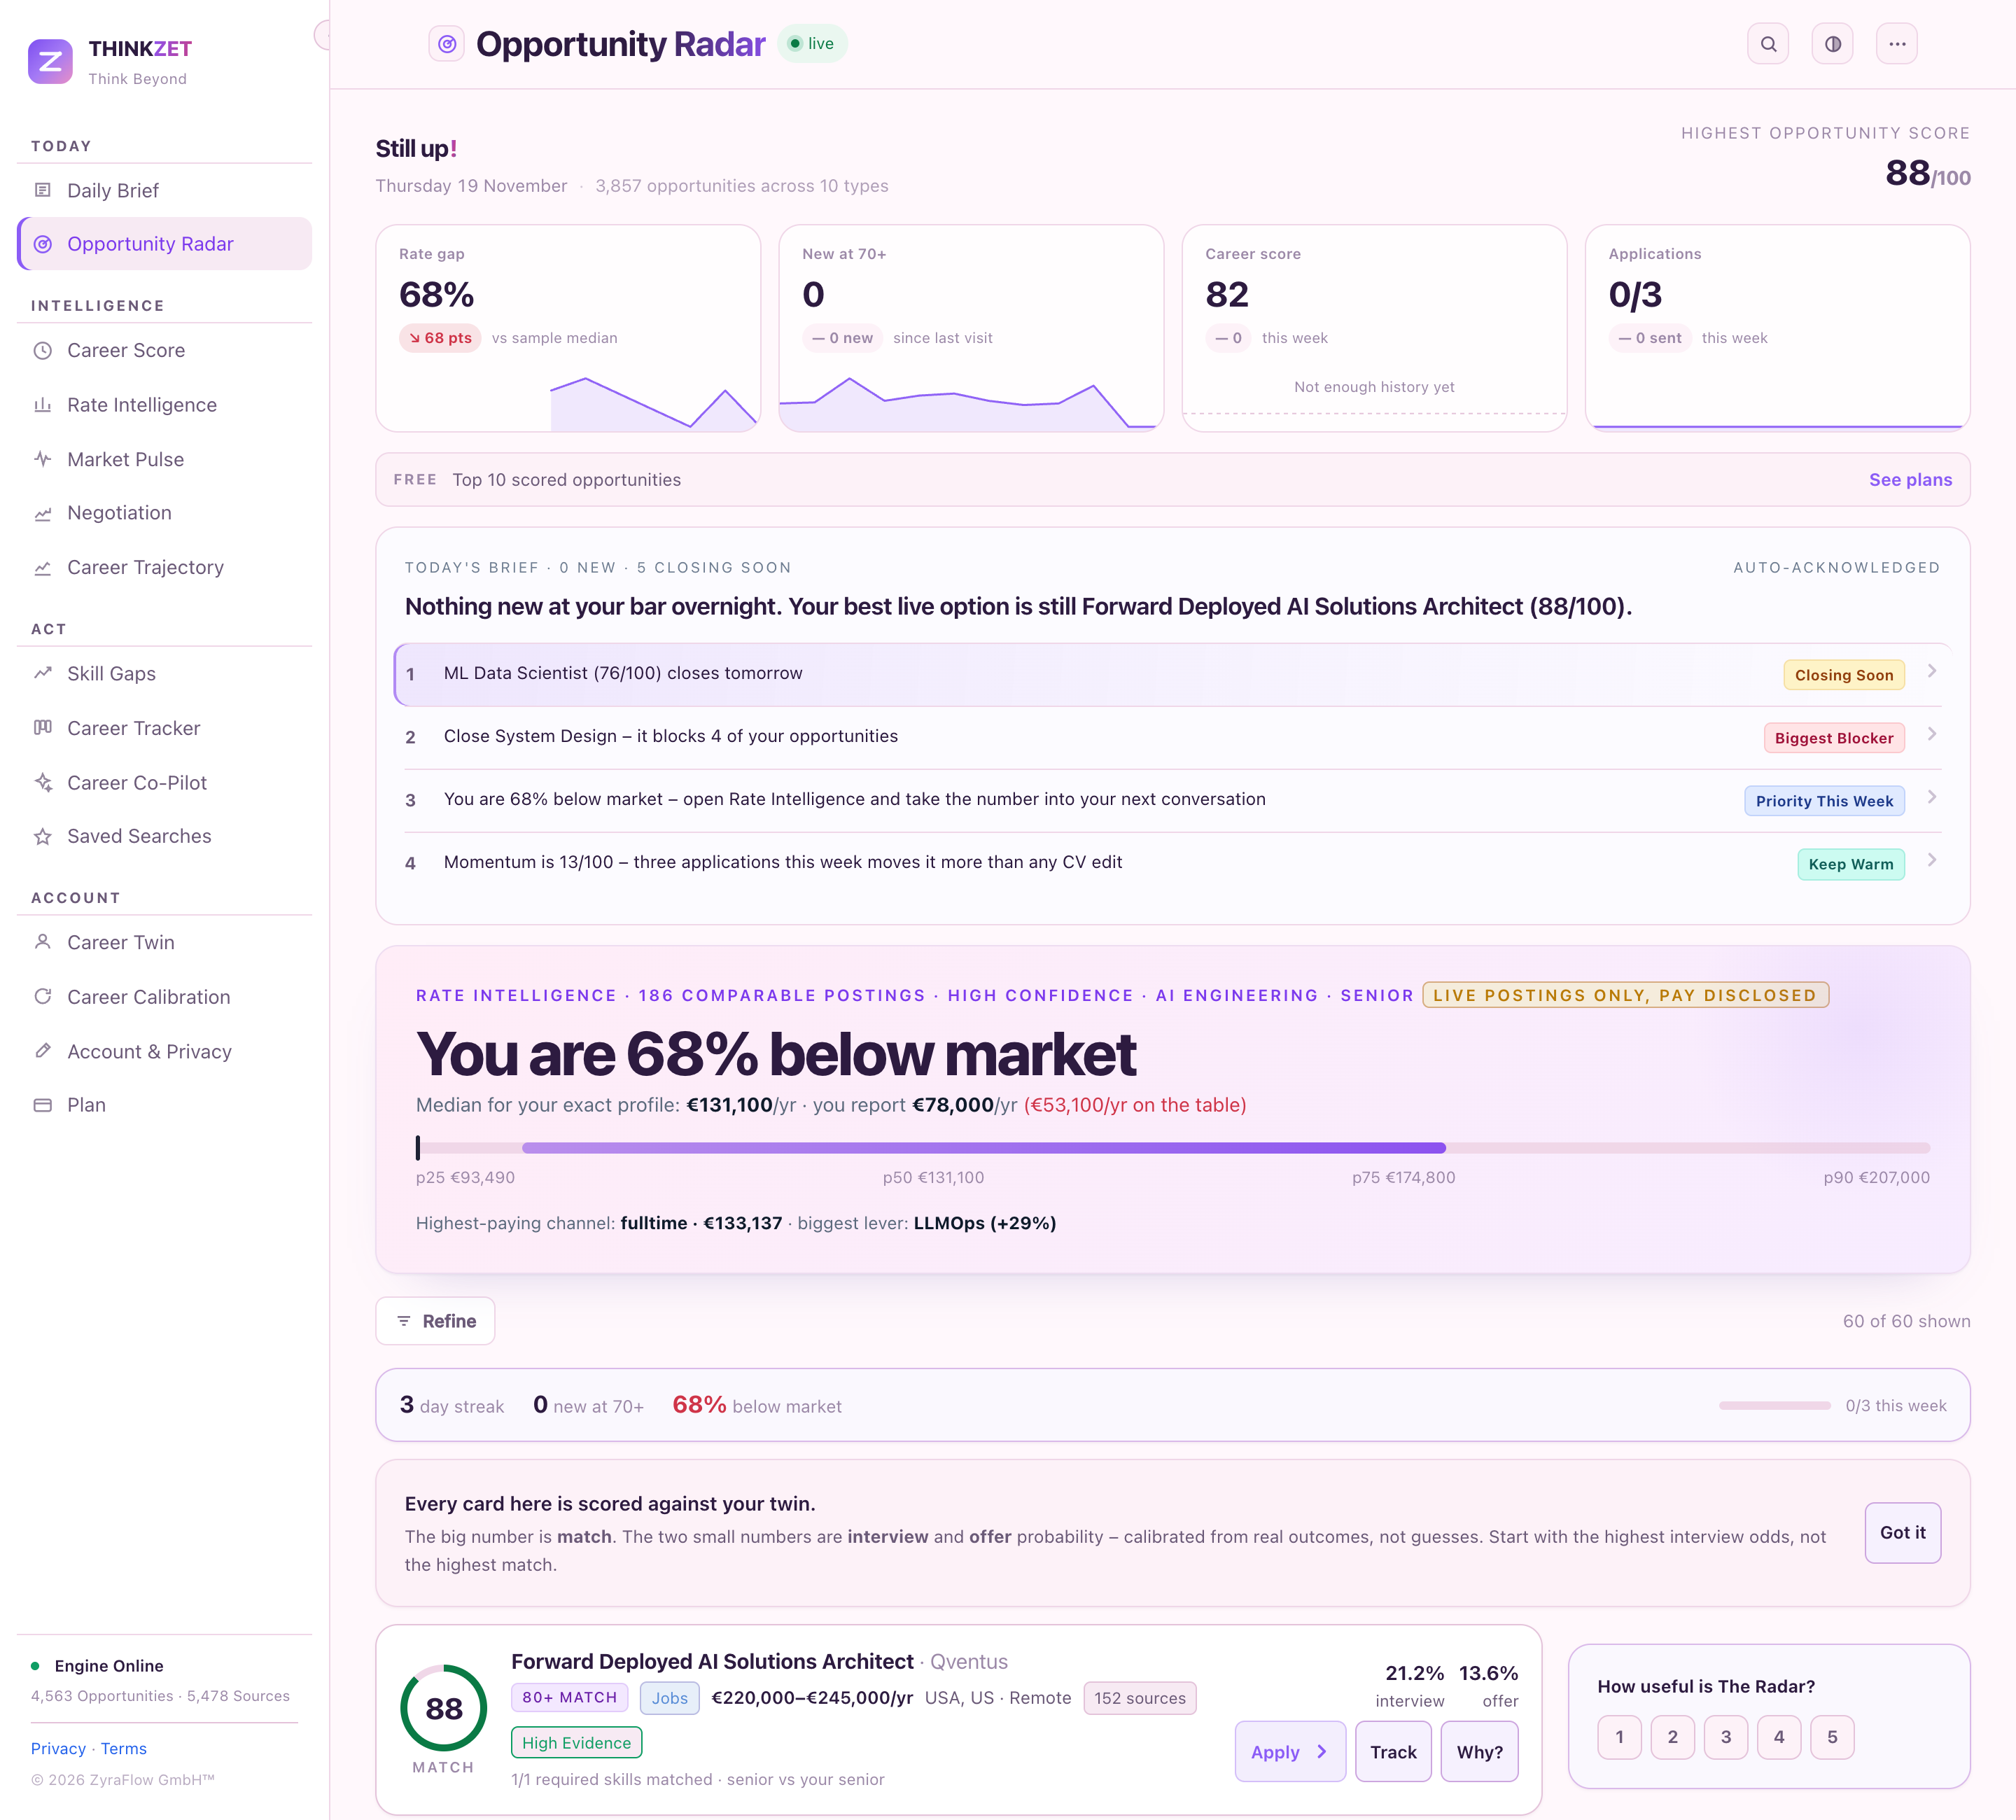 THINKZET
Think Beyond
TODAY
Daily Brief
Opportunity Radar
INTELLIGENCE
Career Score
Rate Intelligence
Market Pulse
Negotiation
Career Trajectory
ACT
Skill Gaps
Career Tracker
Career Co-Pilot
Saved Searches
ACCOUNT
Career Twin
Career Calibration
Account & Privacy
Plan
Engine Online
4,563 Opportunities · 5,478 Sources
Privacy · Terms
© 2026 ZyraFlow GmbH™
Opportunity Radar live
Still up!
Thursday 19 November · 3,857 opportunities across 10 types
HIGHEST OPPORTUNITY SCORE
88/100
Rate gap
68%
↘ 68 pts vs sample median
New at 70+
0
— 0 new since last visit
Career score
82
— 0 this week
Not enough history yet
Applications
0/3
— 0 sent this week
FREE Top 10 scored opportunities See plans
TODAY'S BRIEF · 0 NEW · 5 CLOSING SOON AUTO-ACKNOWLEDGED
Nothing new at your bar overnight. Your best live option is still Forward Deployed AI Solutions Architect (88/100).
1 ML Data Scientist (76/100) closes tomorrow Closing Soon
2 Close System Design – it blocks 4 of your opportunities Biggest Blocker
3 You are 68% below market – open Rate Intelligence and take the number into your next conversation Priority This Week
4 Momentum is 13/100 – three applications this week moves it more than any CV edit Keep Warm
RATE INTELLIGENCE · 186 COMPARABLE POSTINGS · HIGH CONFIDENCE · AI ENGINEERING · SENIOR LIVE POSTINGS ONLY, PAY DISCLOSED
You are 68% below market
Median for your exact profile: €131,100/yr · you report €78,000/yr (€53,100/yr on the table)
p25 €93,490 p50 €131,100 p75 €174,800 p90 €207,000
Highest-paying channel: fulltime · €133,137 · biggest lever: LLMOps (+29%)
Refine 60 of 60 shown
3 day streak 0 new at 70+ 68% below market 0/3 this week
Every card here is scored against your twin.
The big number is match. The two small numbers are interview and offer probability – calibrated from real outcomes, not guesses. Start with the highest interview odds, not
the highest match.
Got it
88
MATCH
Forward Deployed AI Solutions Architect · Qventus
80+ MATCH Jobs €220,000–€245,000/yr USA, US · Remote 152 sources
High Evidence
1/1 required skills matched · senior vs your senior
21.2% 13.6%
interview offer
Apply Track Why?
How useful is The Radar?
1 2 3 4 5